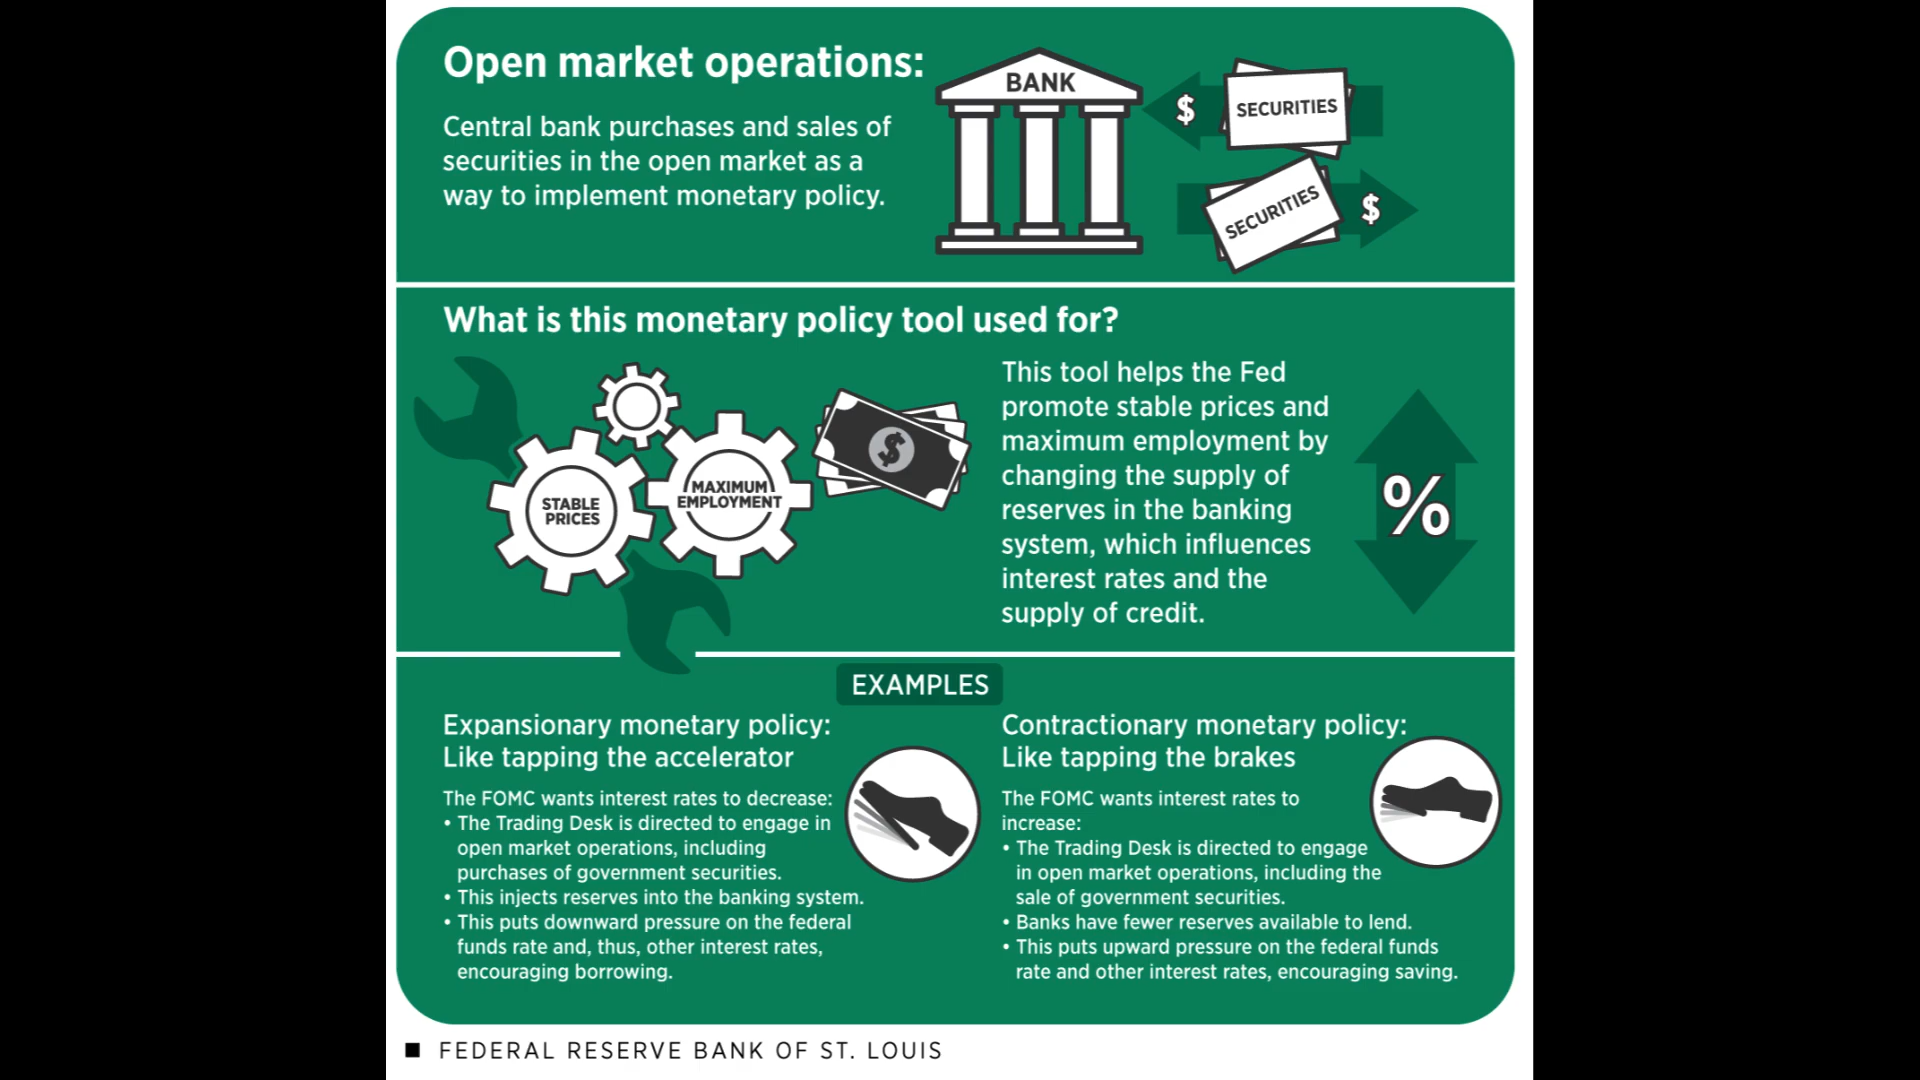 Open market operations:
Central bank purchases and sales of
securities in the open market as a
way to implement monetary policy.
BANK
$
SECURITIES
SECURITIES
$
What is this monetary policy tool used for?
STABLE
PRICES
MAXIMUM
EMPLOYMENT
$
This tool helps the Fed
promote stable prices and
maximum employment by
changing the supply of
reserves in the banking
system, which influences
interest rates and the
supply of credit.
%
EXAMPLES
Expansionary monetary policy:
Like tapping the accelerator
The FOMC wants interest rates to decrease:
• The Trading Desk is directed to engage in
open market operations, including
purchases of government securities.
• This injects reserves into the banking system.
• This puts downward pressure on the federal
funds rate and, thus, other interest rates,
encouraging borrowing.
Contractionary monetary policy:
Like tapping the brakes
The FOMC wants interest rates to
increase:
• The Trading Desk is directed to engage
in open market operations, including the
sale of government securities.
• Banks have fewer reserves available to lend.
• This puts upward pressure on the federal funds
rate and other interest rates, encouraging saving.
FEDERAL RESERVE BANK OF ST. LOUIS